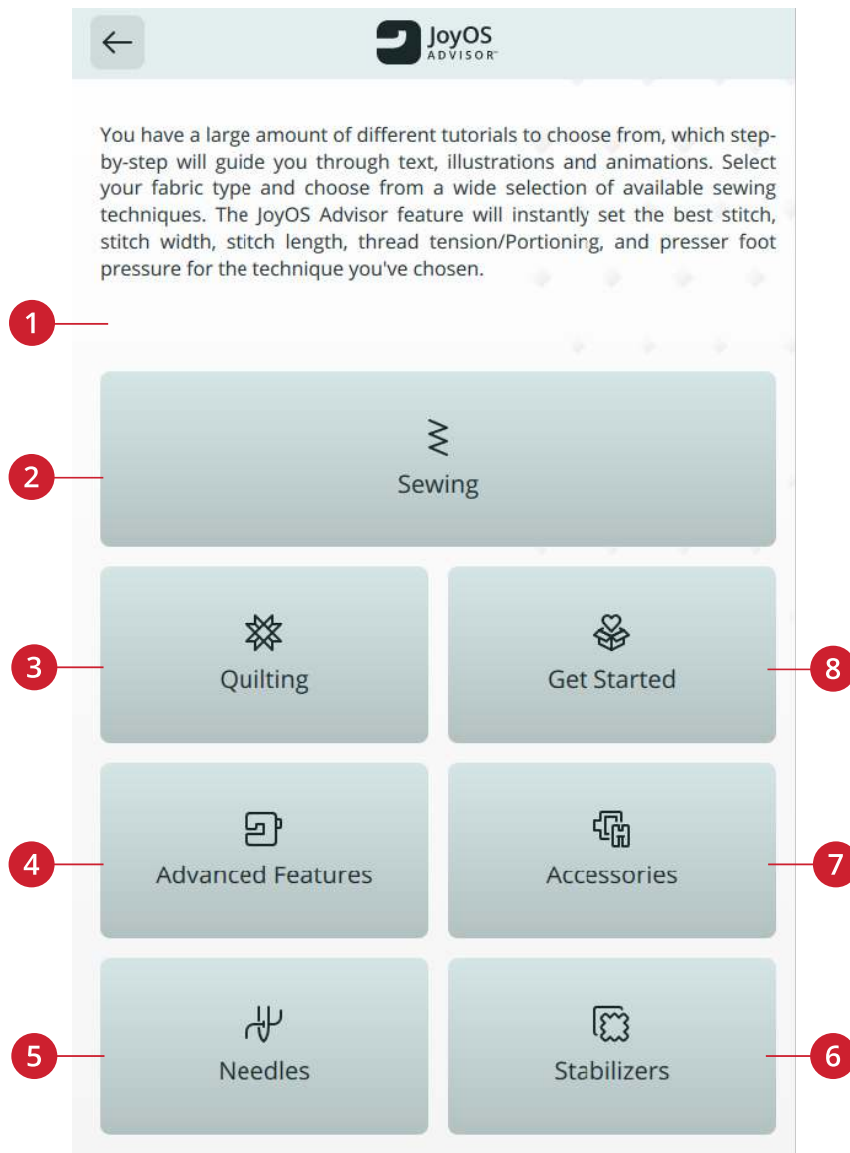 JoyOS
ADVISOR™
You have a large amount of different tutorials to choose from, which step-
by-step will guide you through text, illustrations and animations. Select
your fabric type and choose from a wide selection of available sewing
techniques. The JoyOS Advisor feature will instantly set the best stitch,
stitch width, stitch length, thread tension/Portioning, and presser foot
pressure for the technique you've chosen.
1
2
Sewing
3
Quilting
Get Started
8
4
Advanced Features
Accessories
7
5
Needles
Stabilizers
6